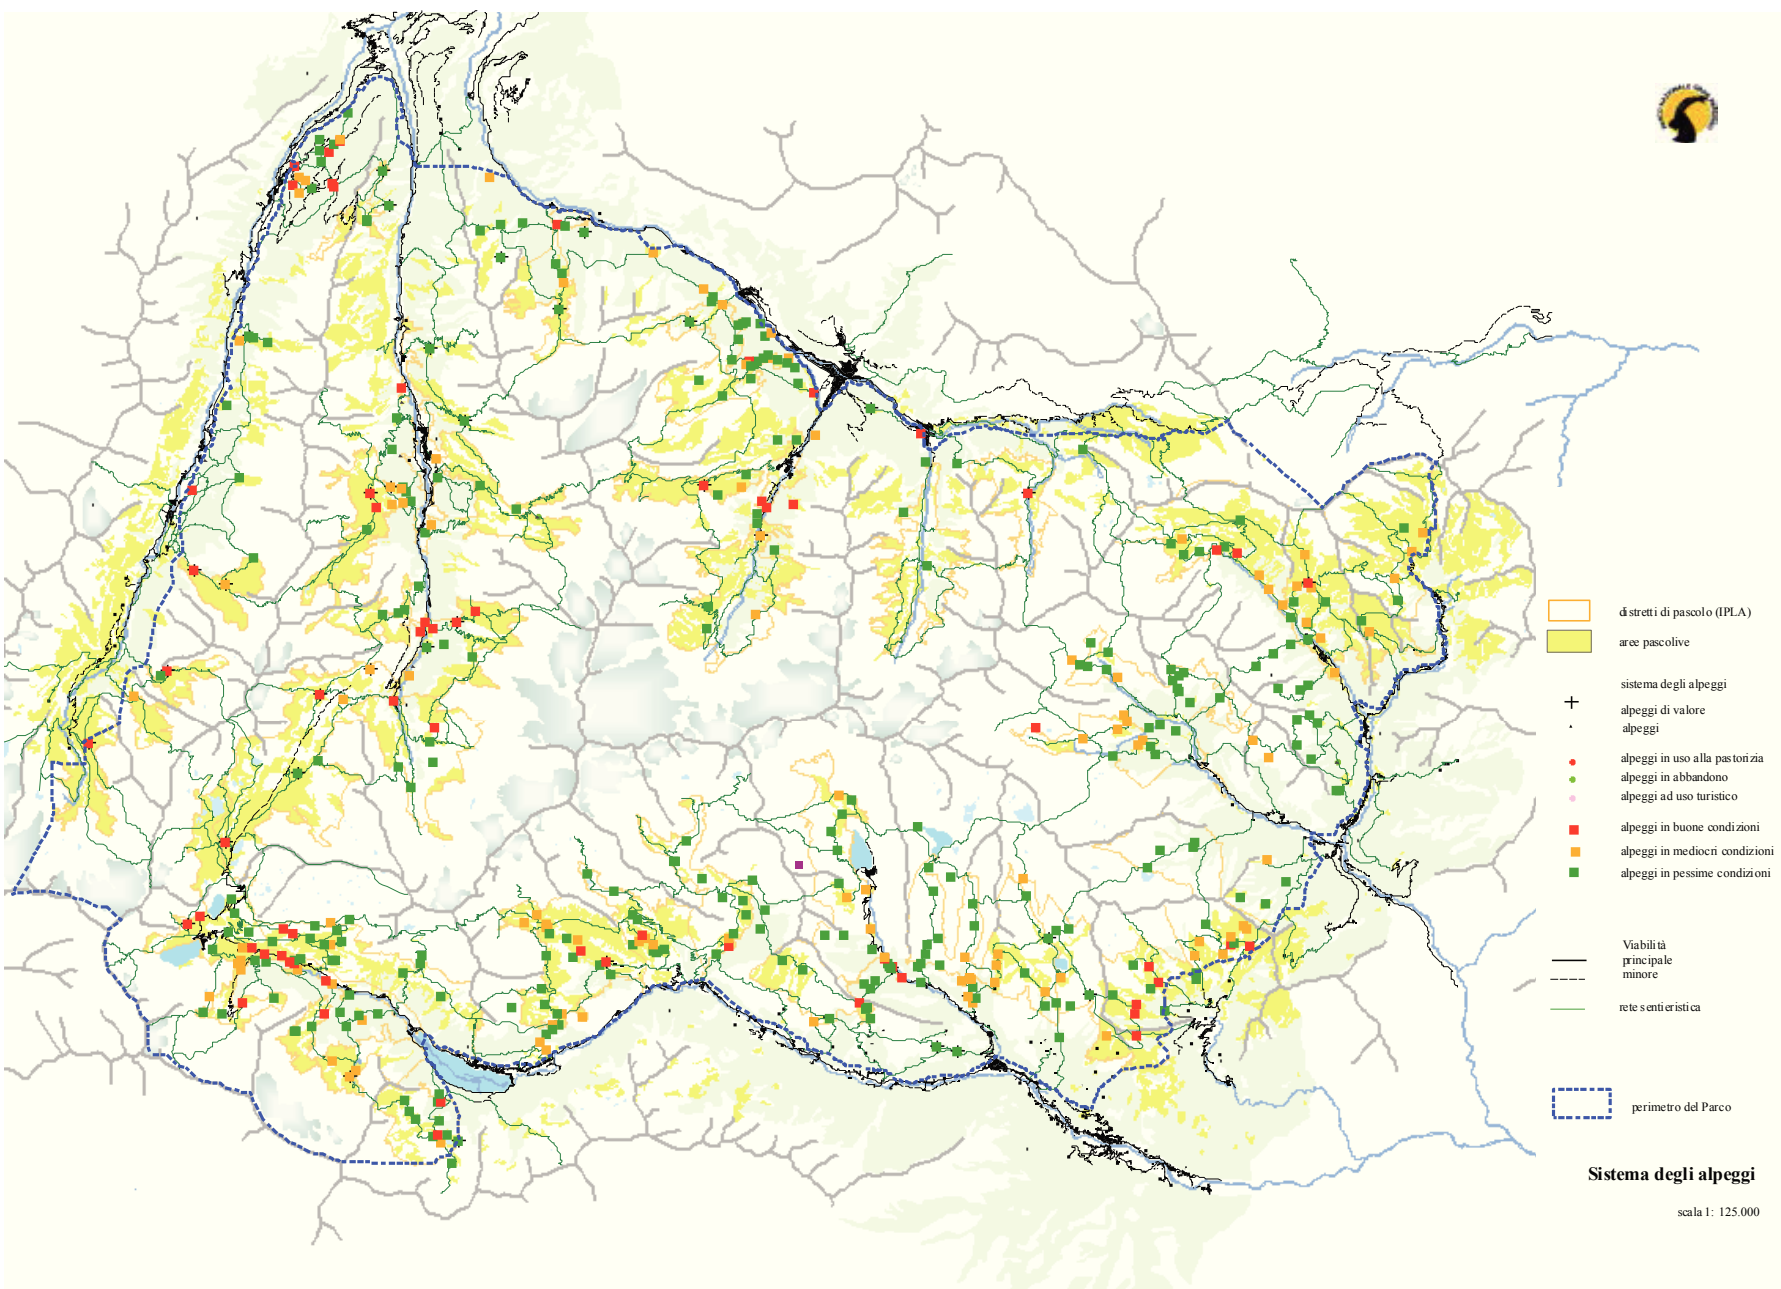 distretti di pascolo (IPLA)
aree pascolive
sistema degli alpeggi
alpeggi di valore
alpeggi
alpeggi in uso alla pastorizia
alpeggi in abbandono
alpeggi ad uso turistico
alpeggi in buone condizioni
alpeggi in mediocri condizioni
alpeggi in pessime condizioni
Viabilità
principale
minore
rete sentieristica
perimetro del Parco
Sistema degli alpeggi
scala 1: 125.000